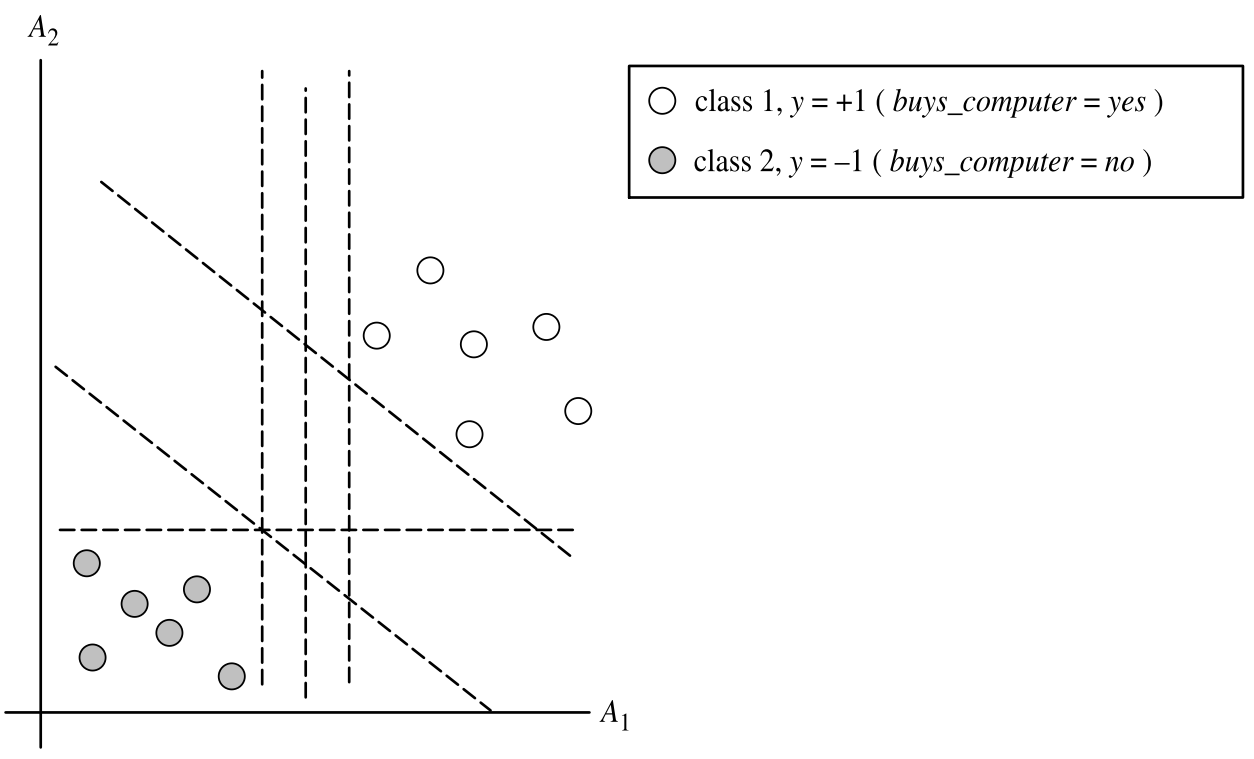 A2
class 1, y = +1 ( buys_computer = yes )
class 2, y = –1 ( buys_computer = no )
A1